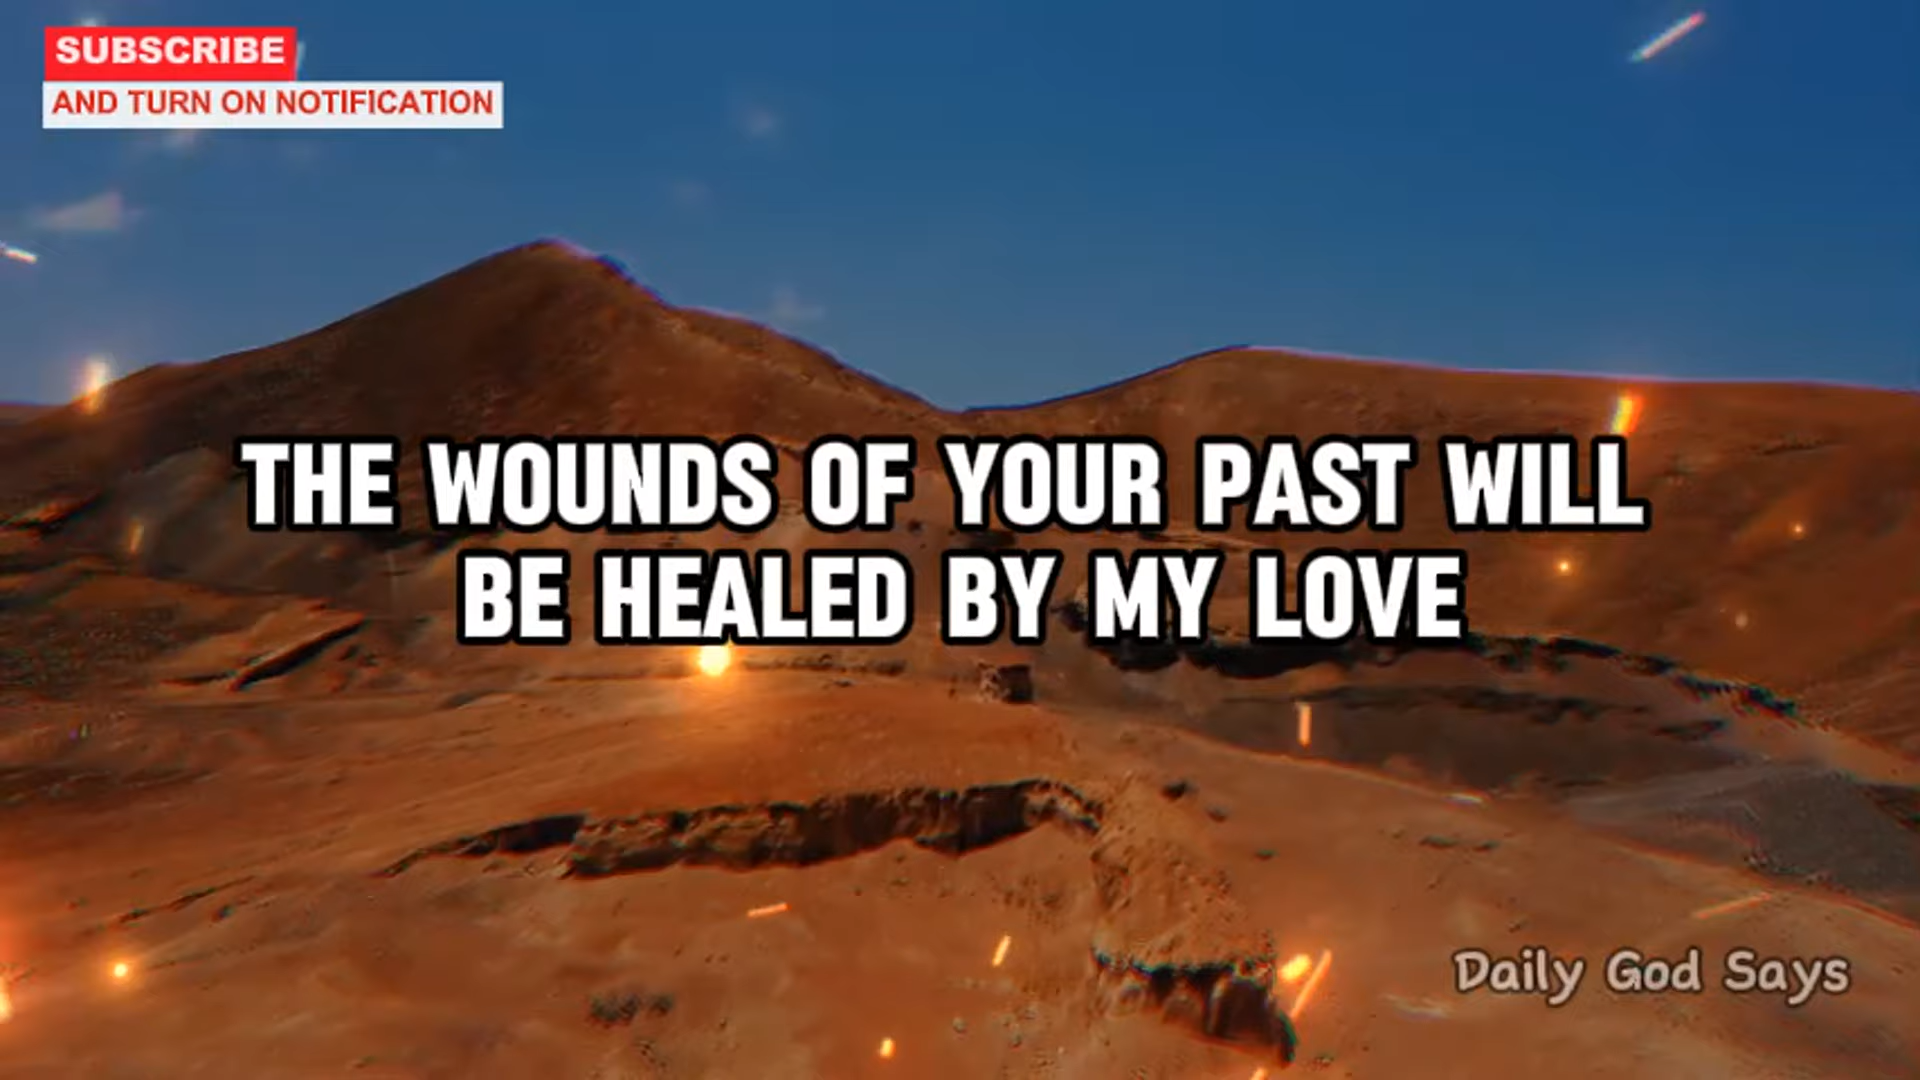 SUBSCRIBE
AND TURN ON NOTIFICATION
THE WOUNDS OF YOUR PAST WILL
BE HEALED BY MY LOVE
Daily God Says